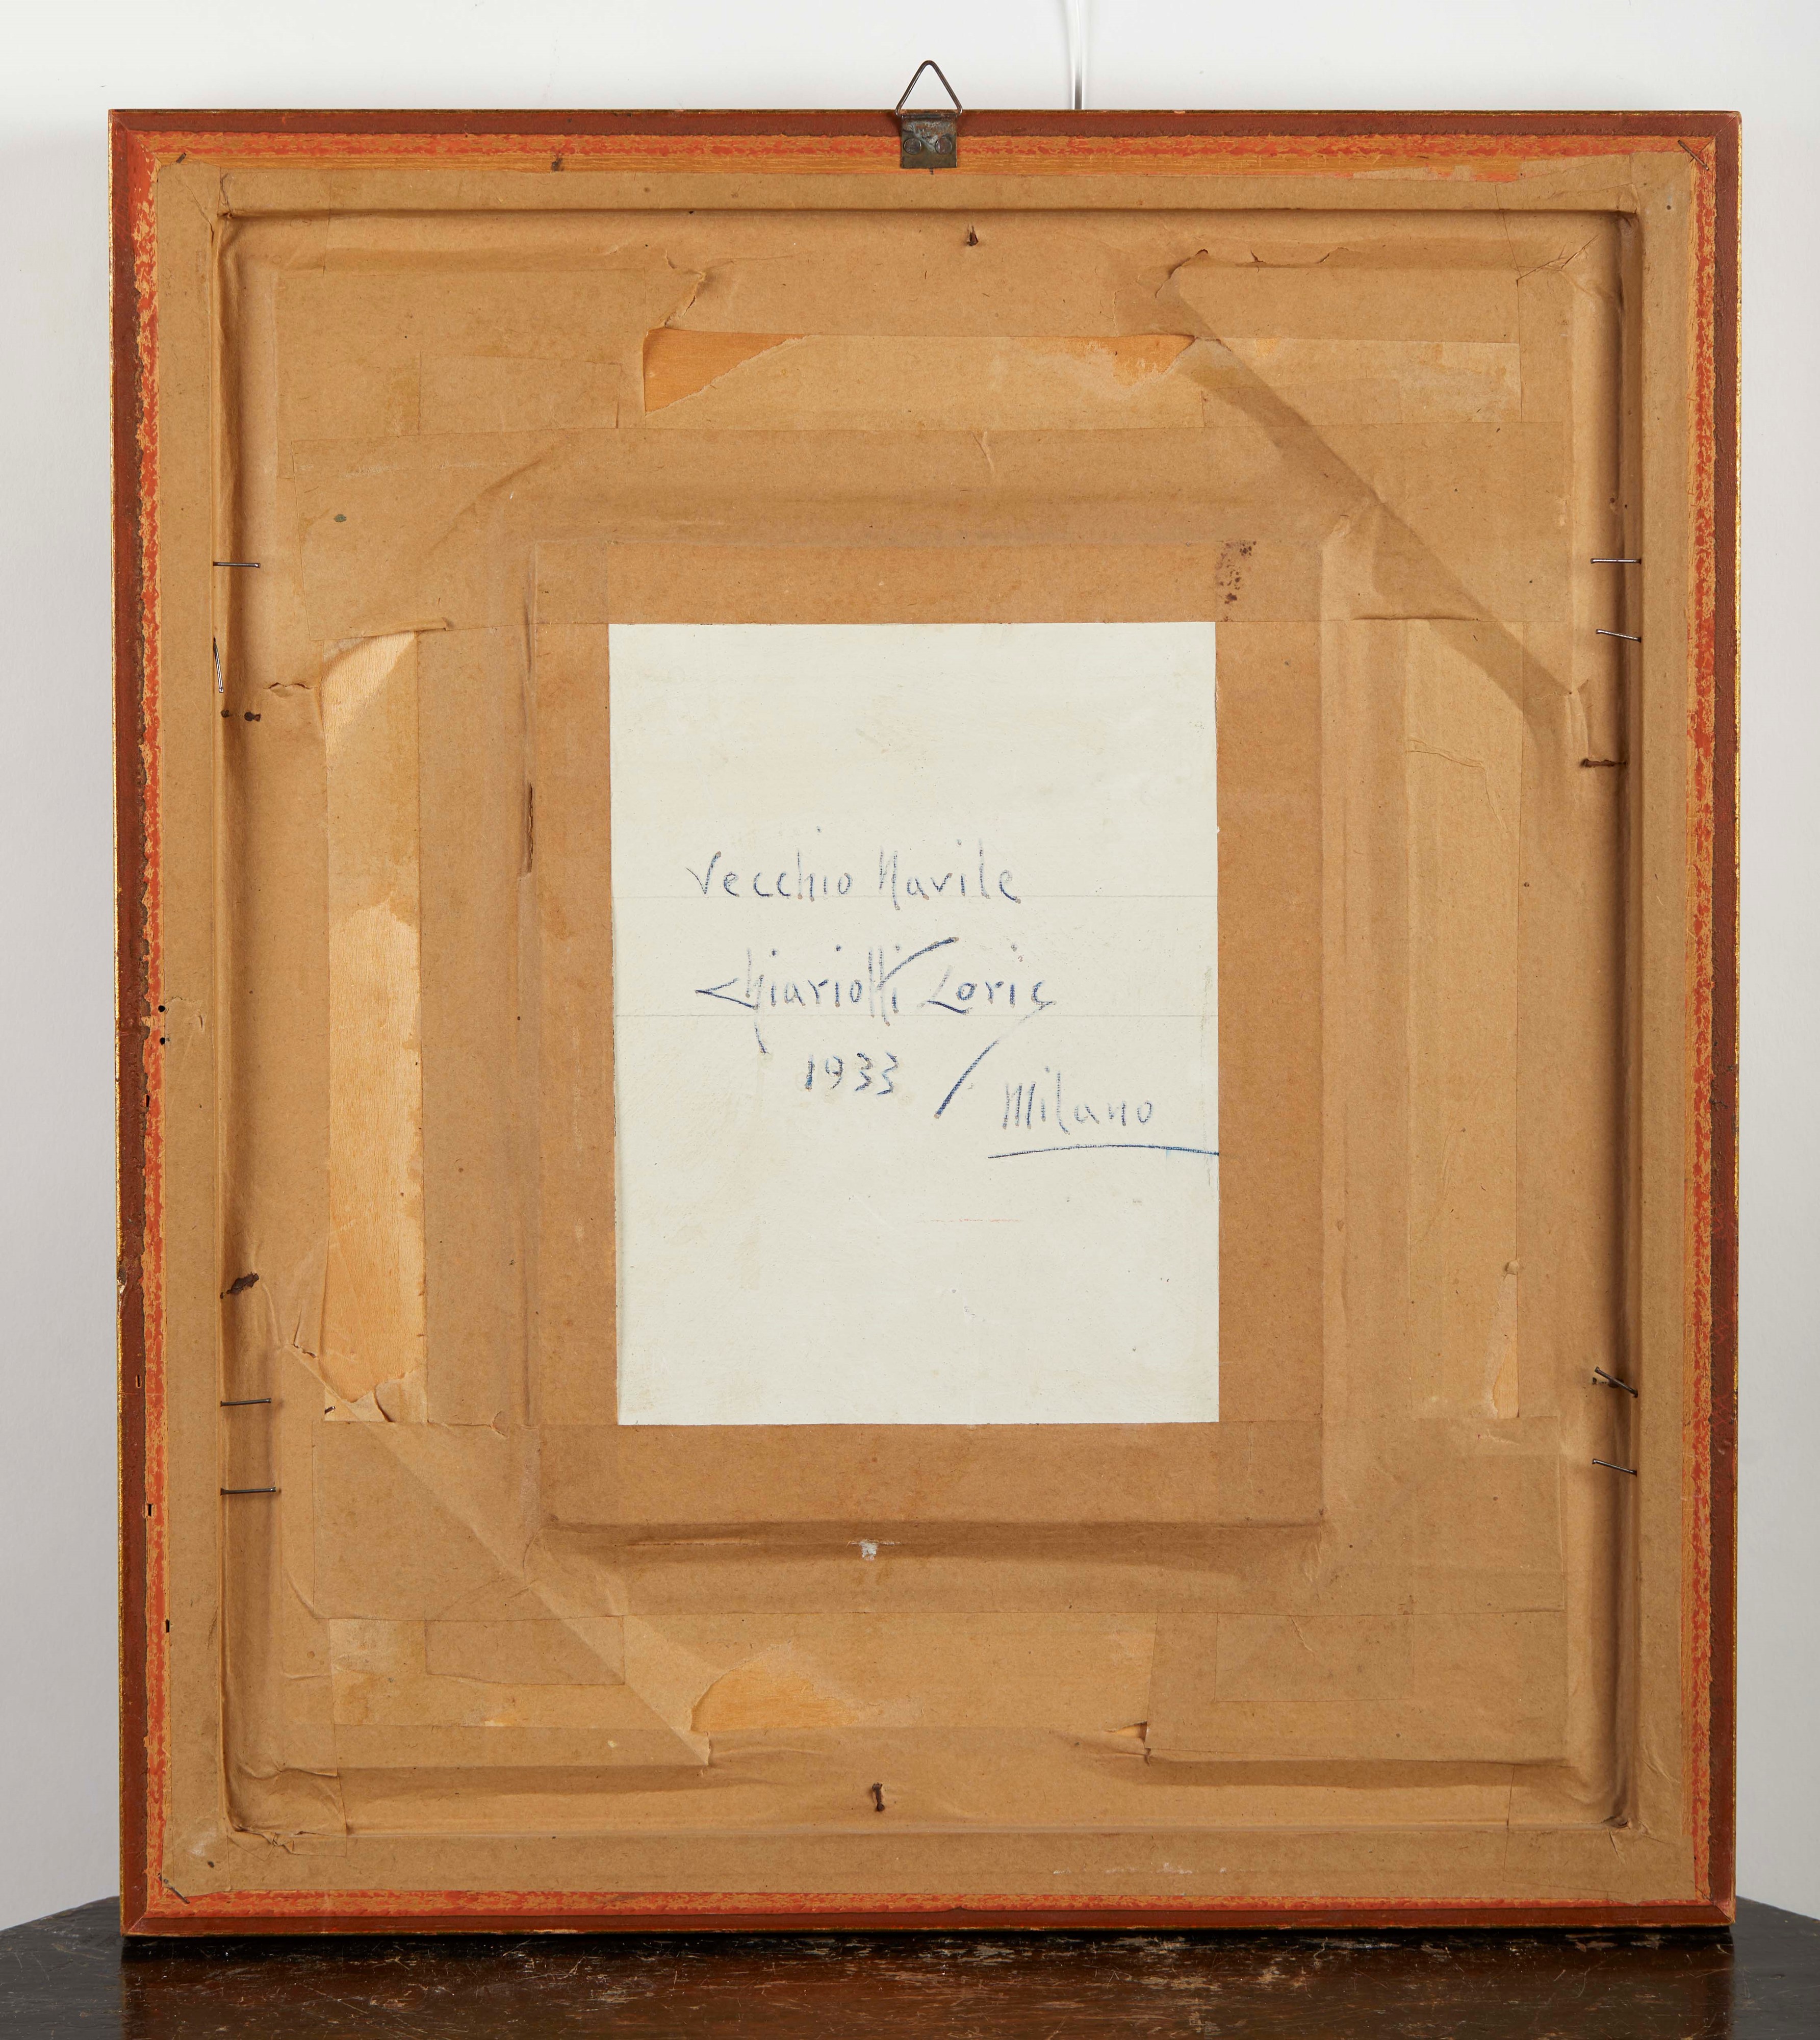 Vecchio Navile
Chiariotti Loris
1933
Milano